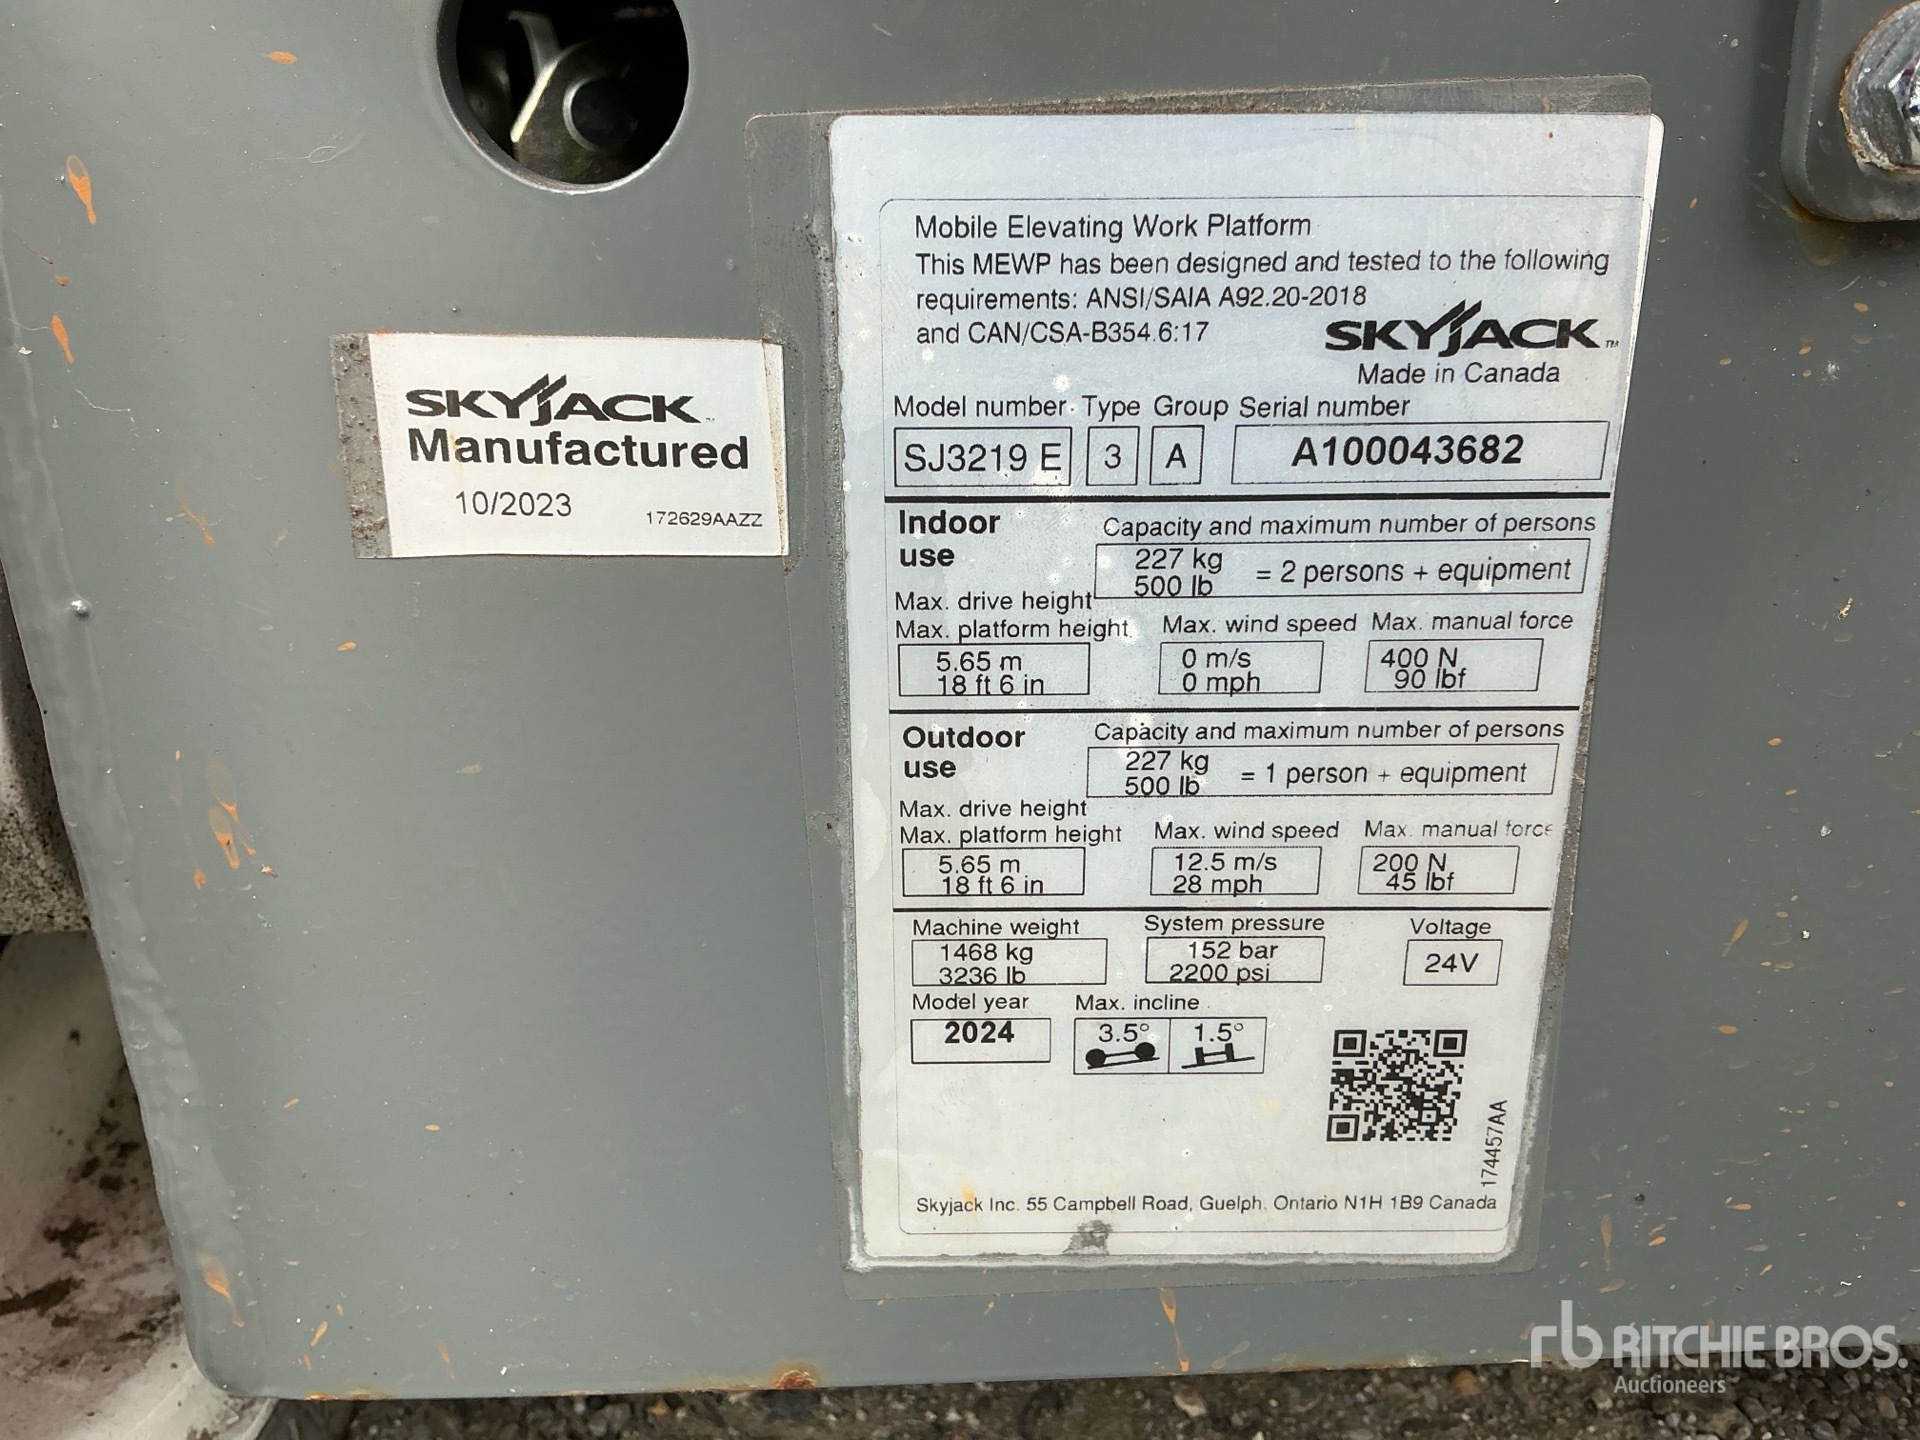 SKYJACK
Manufactured
10/2023 172629AAZZ
Mobile Elevating Work Platform
This MEWP has been designed and tested to the following
requirements: ANSI/SAIA A92.20-2018
and CAN/CSA-B354.6:17
SKYJACK TM
Made in Canada
Model number Type Group Serial number
SJ3219 E 3 A A100043682
Indoor use
Capacity and maximum number of persons
227 kg
500 lb = 2 persons + equipment
Max. drive height
Max. platform height Max. wind speed Max. manual force
5.65 m 0 m/s 400 N
18 ft 6 in 0 mph 90 lbf
Outdoor use
Capacity and maximum number of persons
227 kg
500 lb = 1 person + equipment
Max. drive height
Max. platform height Max. wind speed Max. manual force
5.65 m 12.5 m/s 200 N
18 ft 6 in 28 mph 45 lbf
Machine weight System pressure Voltage
1468 kg 152 bar 24V
3236 lb 2200 psi
Model year Max. incline
2024 3.5° 1.5°
174457AA
Skyjack Inc. 55 Campbell Road, Guelph, Ontario N1H 1B9 Canada
rb RITCHIE BROS.
Auctioneers